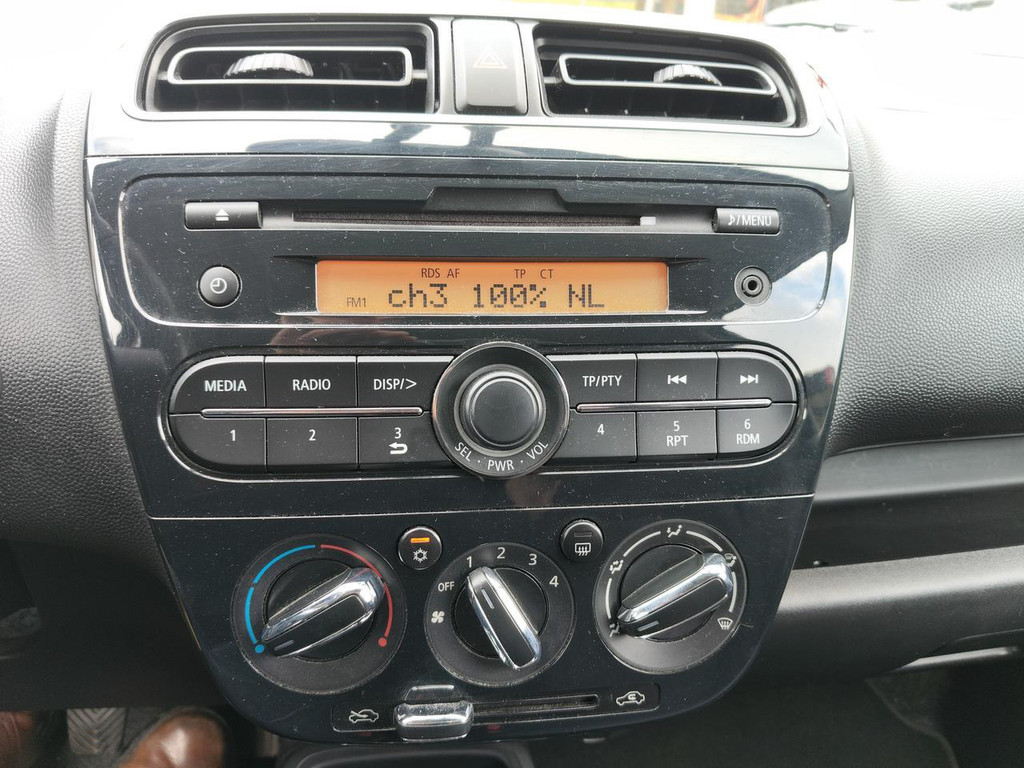 ♪/MENU
RDS AF TP CT
FM1 ch3 100% NL
MEDIA RADIO DISP/> TP/PTY
1 2 3 4 5 6
RPT RDM
SEL · PWR · VOL
OFF 1 2 3 4